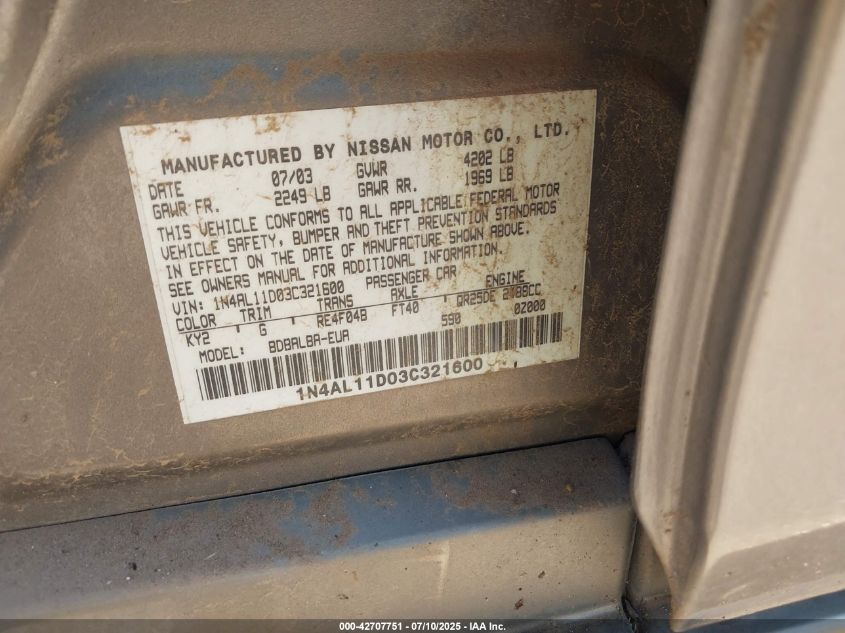 MANUFACTURED BY NISSAN MOTOR CO., LTD.
DATE 07/03 GVWR 4202 LB
GAWR FR. 2249 LB GAWR RR. 1969 LB
THIS VEHICLE CONFORMS TO ALL APPLICABLE FEDERAL MOTOR
VEHICLE SAFETY, BUMPER AND THEFT PREVENTION STANDARDS
IN EFFECT ON THE DATE OF MANUFACTURE SHOWN ABOVE.
SEE OWNERS MANUAL FOR ADDITIONAL INFORMATION.
VIN: 1N4AL11D03C321600 PASSENGER CAR
COLOR TRIM TRANS AXLE ENGINE
KY2 G RE4F04B FT40 QR25DE 2488CC
MODEL: BDBALBA-EUA 590 0Z000
1N4AL11D03C321600
000-42707751 - 07/10/2025 - IAA Inc.